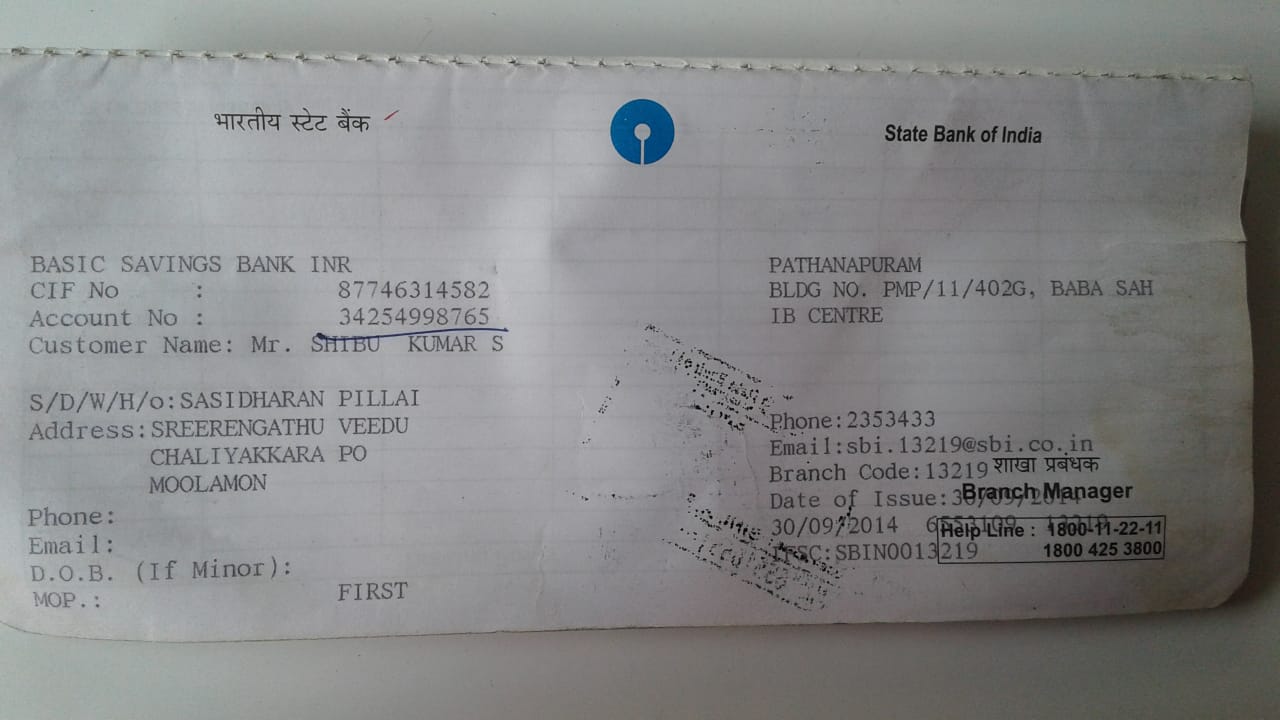 भारतीय स्टेट बैंक
State Bank of India
BASIC SAVINGS BANK INR
CIF No : 87746314582
Account No : 34254998765
Customer Name: Mr. SHIBU KUMAR S
S/D/W/H/o:SASIDHARAN PILLAI
Address:SREERENGATHU VEEDU
CHALIYAKKARA PO
MOOLAMON
Phone:
Email:
D.O.B. (If Minor):
MOP.: FIRST
PATHANAPURAM
BLDG NO. PMP/11/402G, BABA SAH
IB CENTRE
Phone:2353433
Email:sbi.13219@sbi.co.in
Branch Code:13219
शाखा प्रबंधक
Date of Issue:30/09/2014
Branch Manager
30/09/2014 13219
Help Line : 1800-11-22-11
1800 425 3800
IFSC:SBIN0013219